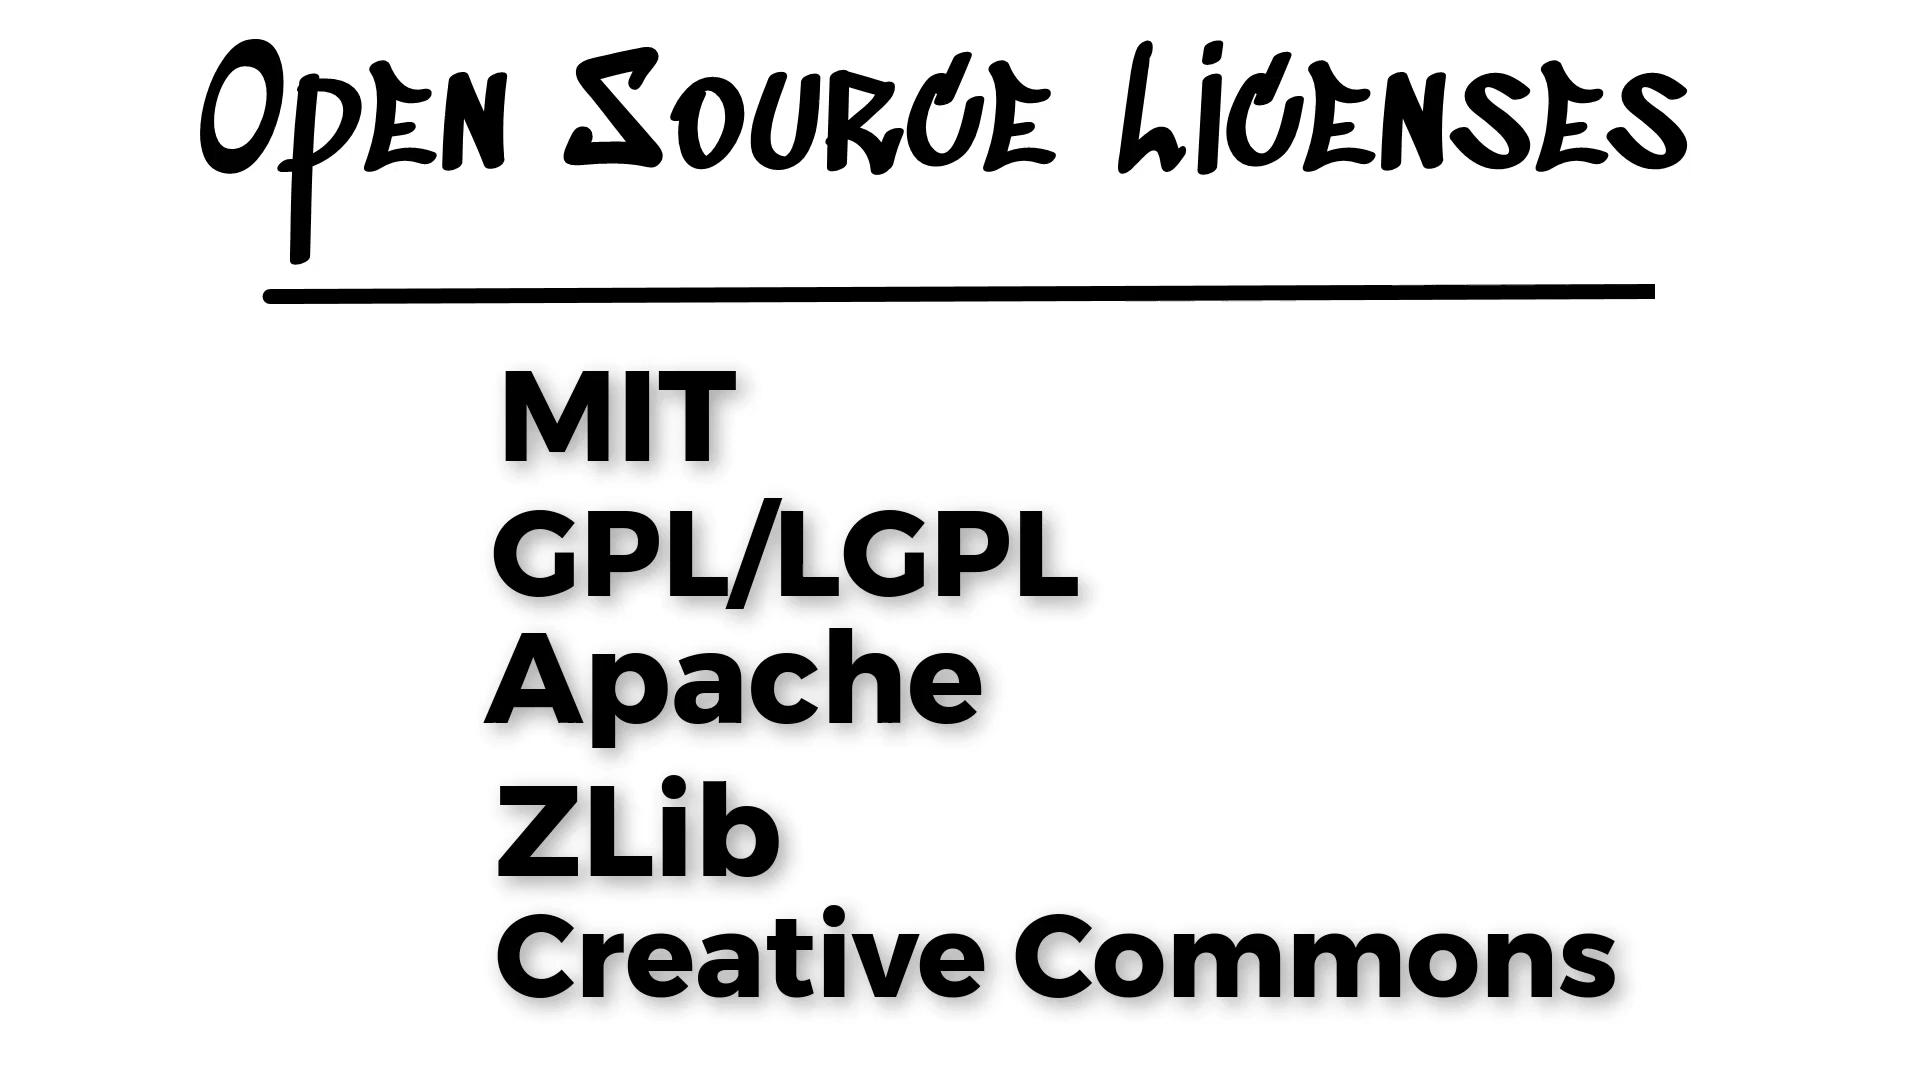 Open Source Licenses
MIT
GPL/LGPL
Apache
ZLib
Creative Commons